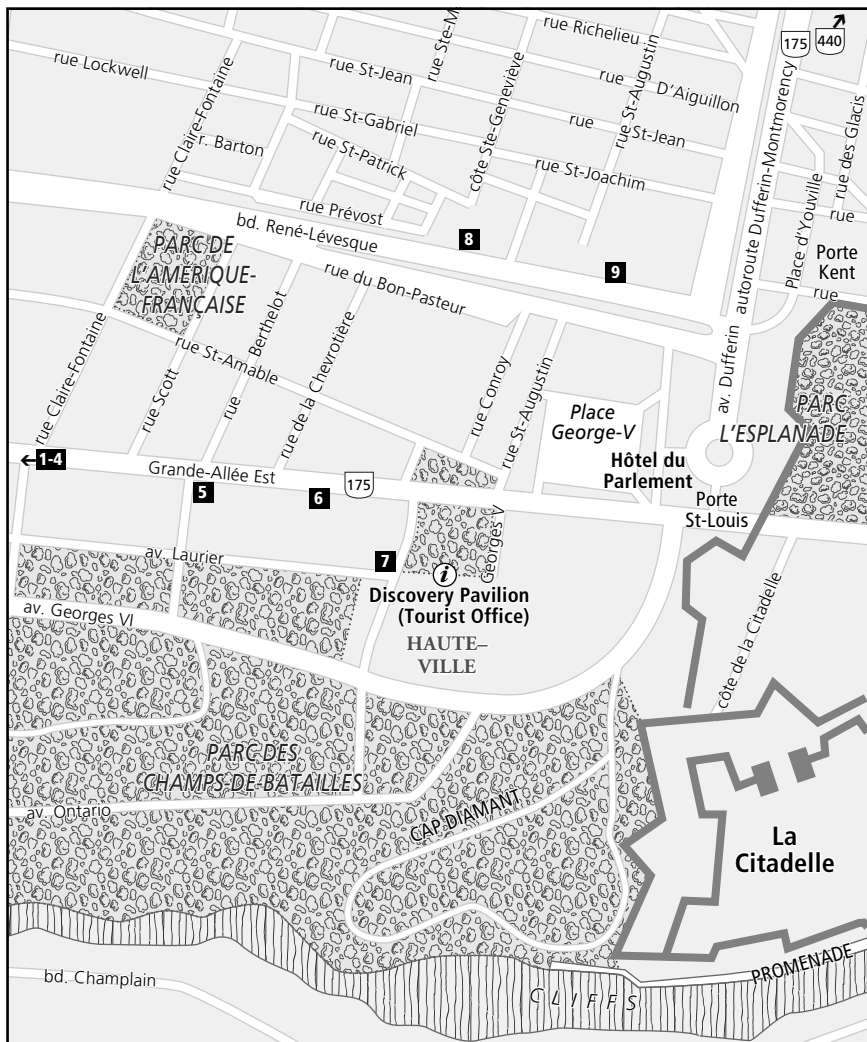 rue Richelieu
175
440
rue Ste-M
rue Lockwell
rue St-Jean
rue D'Aiguillon
rue St-Augustin
rue Claire-Fontaine
rue St-Gabriel
côte Ste-Geneviève
rue St-Jean
autoroute Dufferin-Montmorency
rue des Glacis
r. Barton
rue St-Patrick
rue St-Joachim
Place d'Youville
rue Prévost
rue
bd. René-Lévesque
8
9
Porte
Kent
rue
PARC DE
L'AMÉRIQUE-
FRANÇAISE
rue du Bon-Pasteur
rue Berthelot
rue de la Chevrotière
rue St-Amable
rue Claire-Fontaine
rue Scott
rue Conroy
rue St-Augustin
av. Dufferin
Place
George-V
PARC
L'ESPLANADE
Hôtel du
Parlement
1-4
Grande-Allée Est
175
5
6
Porte
St-Louis
Georges V
av. Laurier
7
i
Discovery Pavilion
(Tourist Office)
av. Georges VI
HAUTE–
VILLE
côte de la Citadelle
PARC DES
CHAMPS-DE-BATAILLES
av. Ontario
CAP DIAMANT
La
Citadelle
PROMENADE
bd. Champlain
CLIFFS